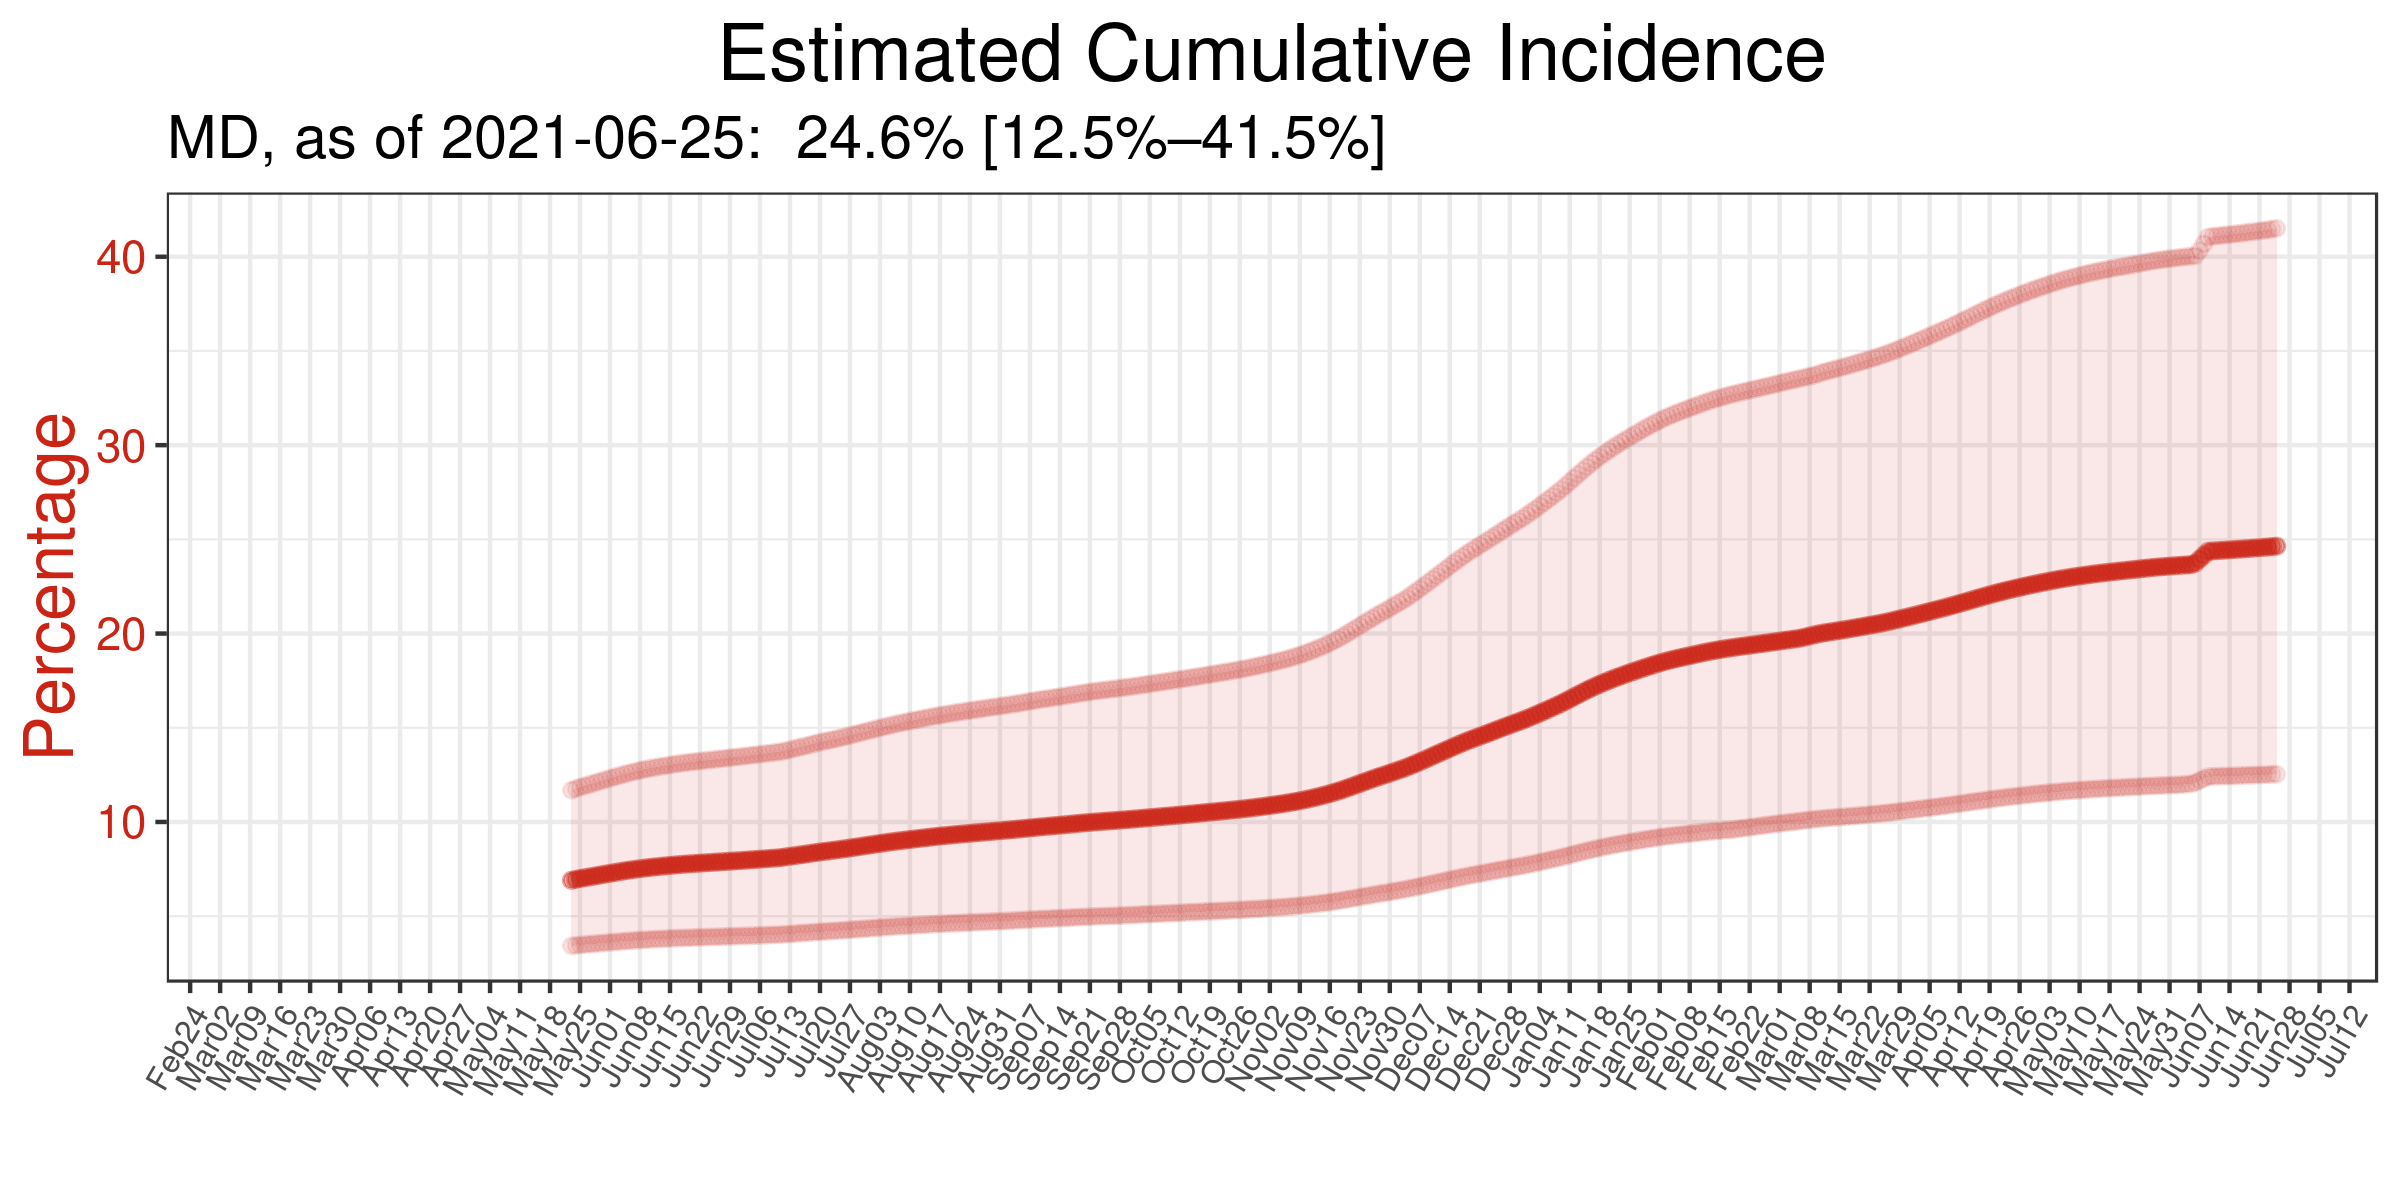 Estimated Cumulative Incidence
MD, as of 2021-06-25:  24.6% [12.5%–41.5%]
Percentage
40
30
20
10
Feb24
Mar02
Mar09
Mar16
Mar23
Mar30
Apr06
Apr13
Apr20
Apr27
May04
May11
May18
May25
Jun01
Jun08
Jun15
Jun22
Jun29
Jul06
Jul13
Jul20
Jul27
Aug03
Aug10
Aug17
Aug24
Aug31
Sep07
Sep14
Sep21
Sep28
Oct05
Oct12
Oct19
Oct26
Nov02
Nov09
Nov16
Nov23
Nov30
Dec07
Dec14
Dec21
Dec28
Jan04
Jan11
Jan18
Jan25
Feb01
Feb08
Feb15
Feb22
Mar01
Mar08
Mar15
Mar22
Mar29
Apr05
Apr12
Apr19
Apr26
May03
May10
May17
May24
May31
Jun07
Jun14
Jun21
Jun28
Jul05
Jul12